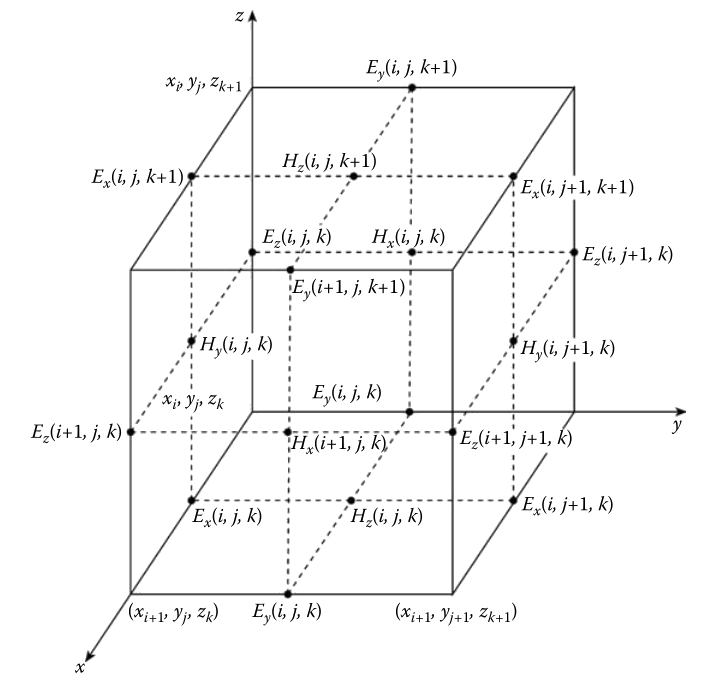 z
E_y(i, j, k+1)
x_i, y_j, z_{k+1}
H_z(i, j, k+1)
E_x(i, j, k+1)
E_x(i, j+1, k+1)
E_z(i, j, k)
H_x(i, j, k)
E_z(i, j+1, k)
E_y(i+1, j, k+1)
H_y(i, j, k)
H_y(i, j+1, k)
E_y(i, j, k)
x_i, y_j, z_k
y
E_z(i+1, j, k)
H_x(i+1, j, k)
E_z(i+1, j+1, k)
E_x(i, j, k)
H_z(i, j, k)
E_x(i, j+1, k)
(x_{i+1}, y_j, z_k)
E_y(i, j, k)
(x_{i+1}, y_{j+1}, z_{k+1})
x